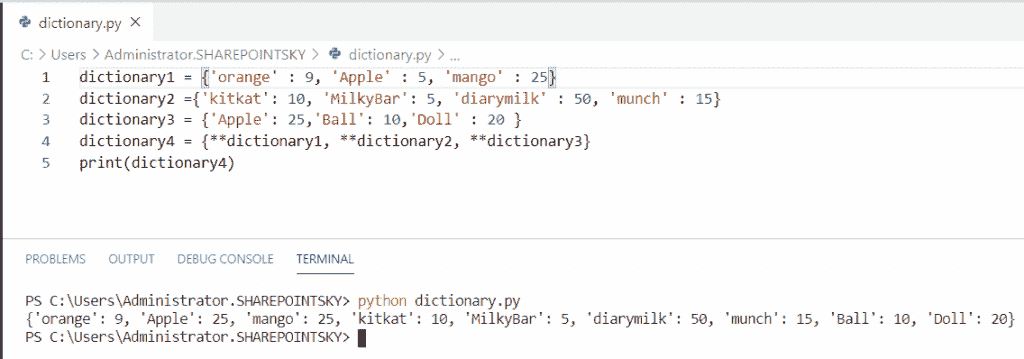 dictionary.py ×
C: > Users > Administrator.SHAREPOINTSKY > dictionary.py > ...
1 dictionary1 = {'orange' : 9, 'Apple' : 5, 'mango' : 25}
2 dictionary2 ={'kitkat': 10, 'MilkyBar': 5, 'diarymilk' : 50, 'munch' : 15}
3 dictionary3 = {'Apple': 25,'Ball': 10,'Doll' : 20 }
4 dictionary4 = {**dictionary1, **dictionary2, **dictionary3}
5 print(dictionary4)
PROBLEMS OUTPUT DEBUG CONSOLE TERMINAL
PS C:\Users\Administrator.SHAREPOINTSKY> python dictionary.py
{'orange': 9, 'Apple': 25, 'mango': 25, 'kitkat': 10, 'MilkyBar': 5, 'diarymilk': 50, 'munch': 15, 'Ball': 10, 'Doll': 20}
PS C:\Users\Administrator.SHAREPOINTSKY>